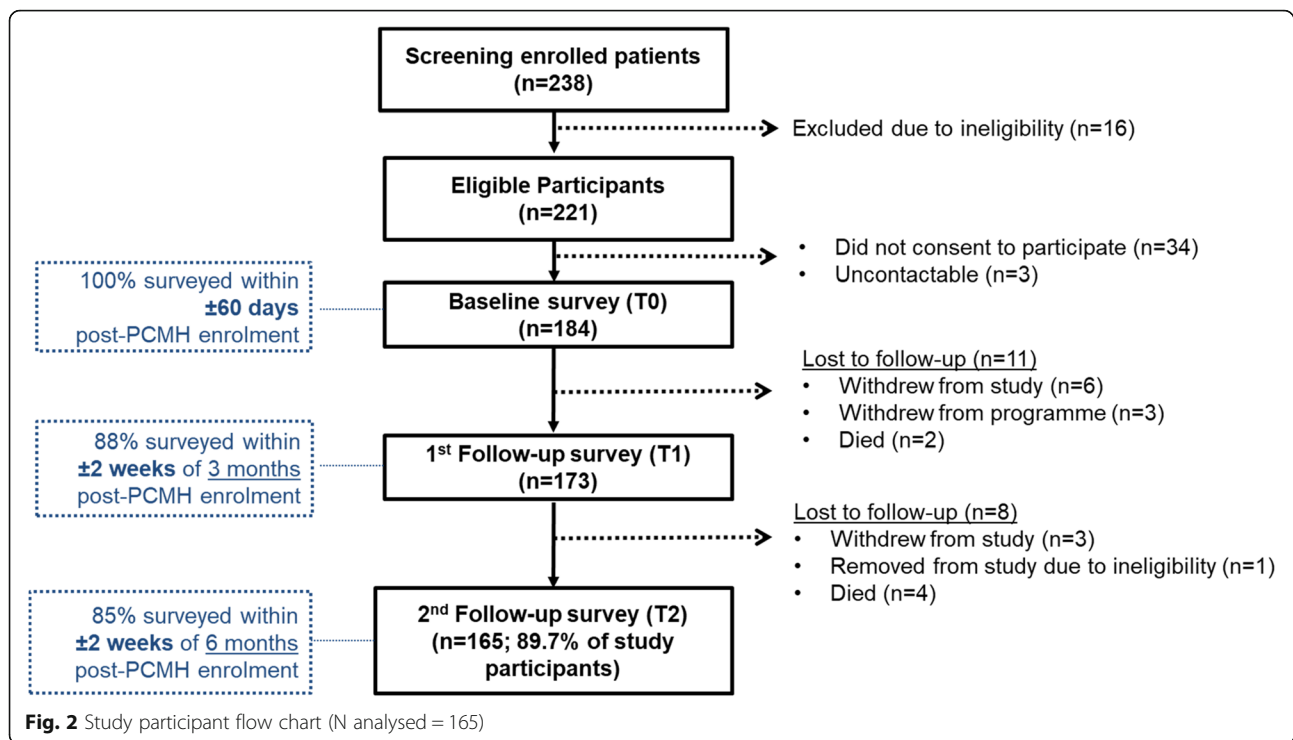 Screening enrolled patients
(n=238)
Excluded due to ineligibility (n=16)
Eligible Participants
(n=221)
• Did not consent to participate (n=34)
• Uncontactable (n=3)
100% surveyed within
±60 days
post-PCMH enrolment
Baseline survey (T0)
(n=184)
Lost to follow-up (n=11)
• Withdrew from study (n=6)
• Withdrew from programme (n=3)
• Died (n=2)
88% surveyed within
±2 weeks of 3 months
post-PCMH enrolment
1st Follow-up survey (T1)
(n=173)
Lost to follow-up (n=8)
• Withdrew from study (n=3)
• Removed from study due to ineligibility (n=1)
• Died (n=4)
85% surveyed within
±2 weeks of 6 months
post-PCMH enrolment
2nd Follow-up survey (T2)
(n=165; 89.7% of study
participants)
Fig. 2 Study participant flow chart (N analysed = 165)